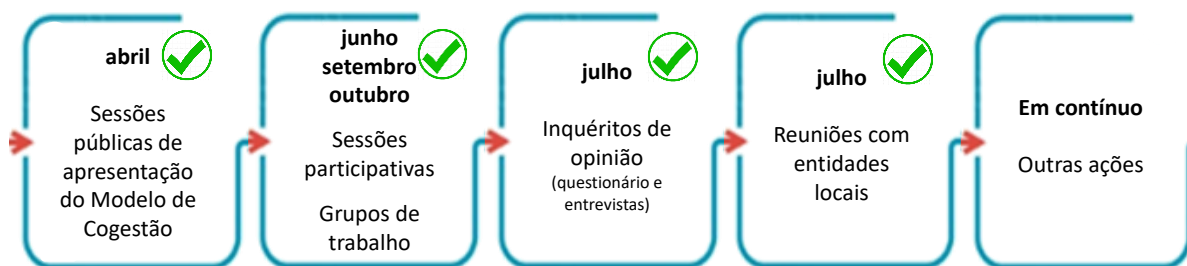 abril
Sessões
públicas de
apresentação
do Modelo de
Cogestão
junho
setembro
outubro
Sessões
participativas
Grupos de
trabalho
julho
Inquéritos de
opinião
(questionário e
entrevistas)
julho
Reuniões com
entidades
locais
Em contínuo
Outras ações